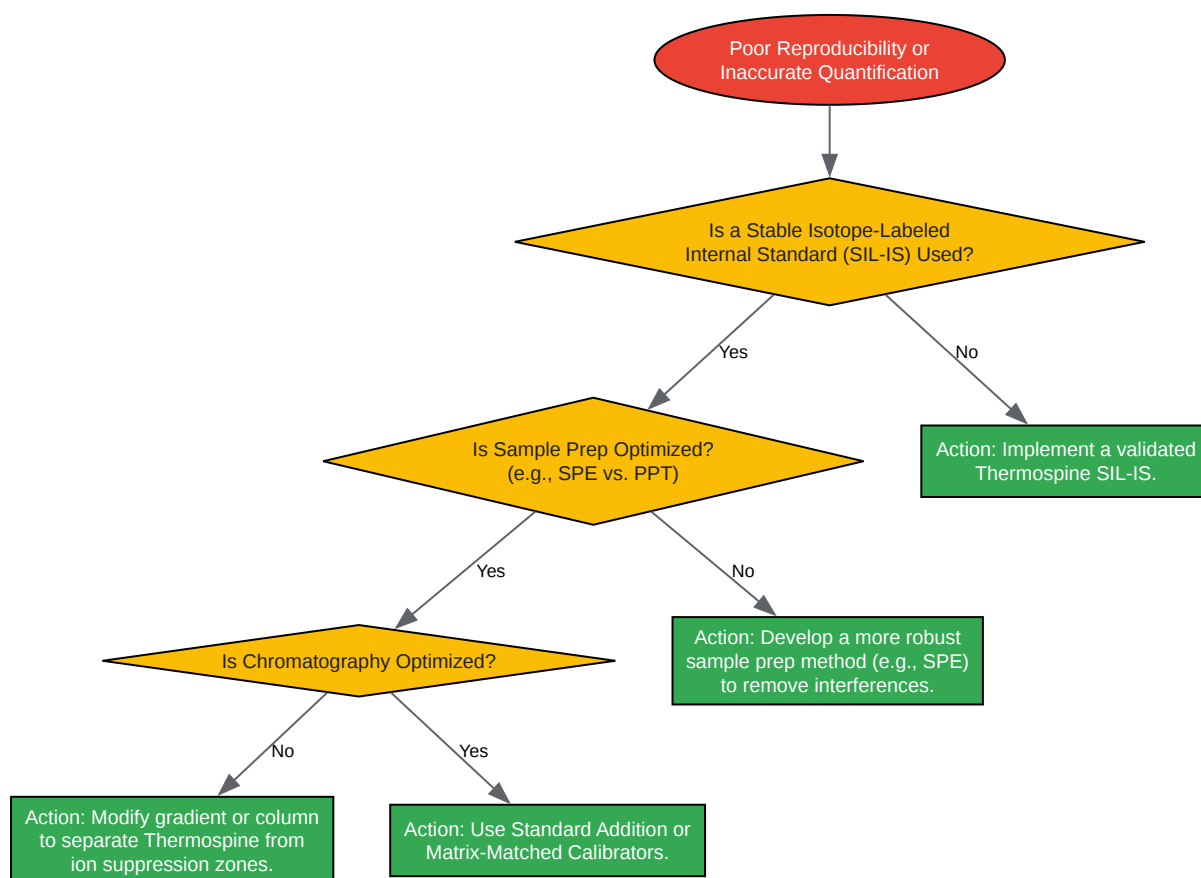 Poor Reproducibility or
Inaccurate Quantification
Is a Stable Isotope-Labeled
Internal Standard (SIL-IS) Used?
Yes
No
Is Sample Prep Optimized?
(e.g., SPE vs. PPT)
Action: Implement a validated
Thermospine SIL-IS.
Yes
No
Is Chromatography Optimized?
Action: Develop a more robust
sample prep method (e.g., SPE)
to remove interferences.
No
Yes
Action: Modify gradient or column
to separate Thermospine from
ion suppression zones.
Action: Use Standard Addition or
Matrix-Matched Calibrators.